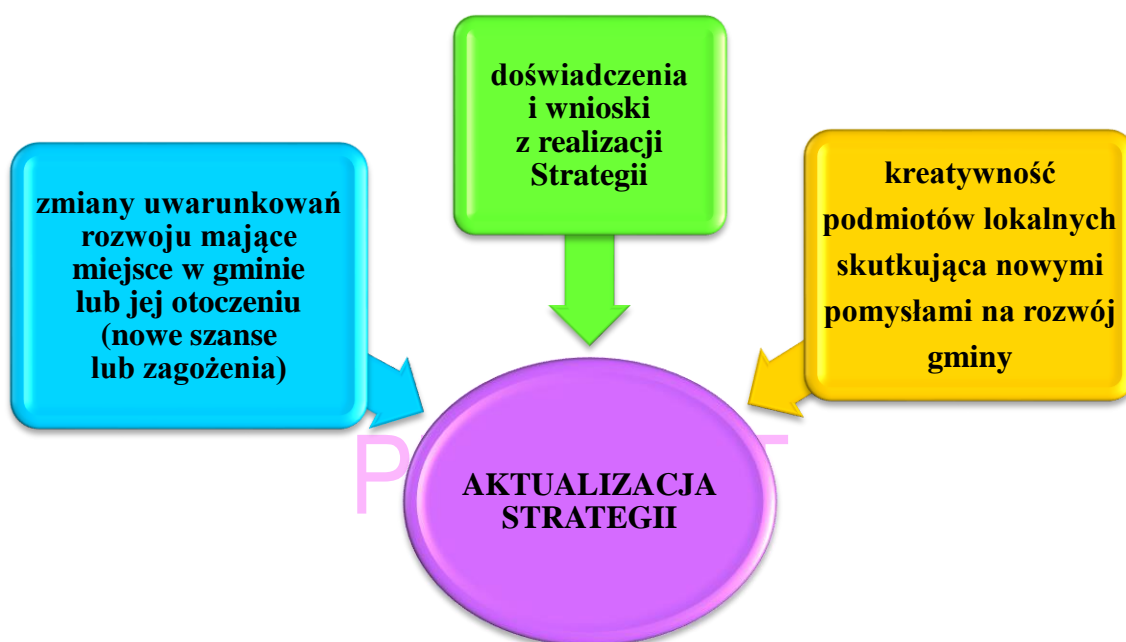 doświadczenia
i wnioski
z realizacji
Strategii
zmiany uwarunkowań
rozwoju mające
miejsce w gminie
lub jej otoczeniu
(nowe szanse
lub zagożenia)
kreatywność
podmiotów lokalnych
skutkująca nowymi
pomysłami na rozwój
gminy
AKTUALIZACJA
STRATEGII